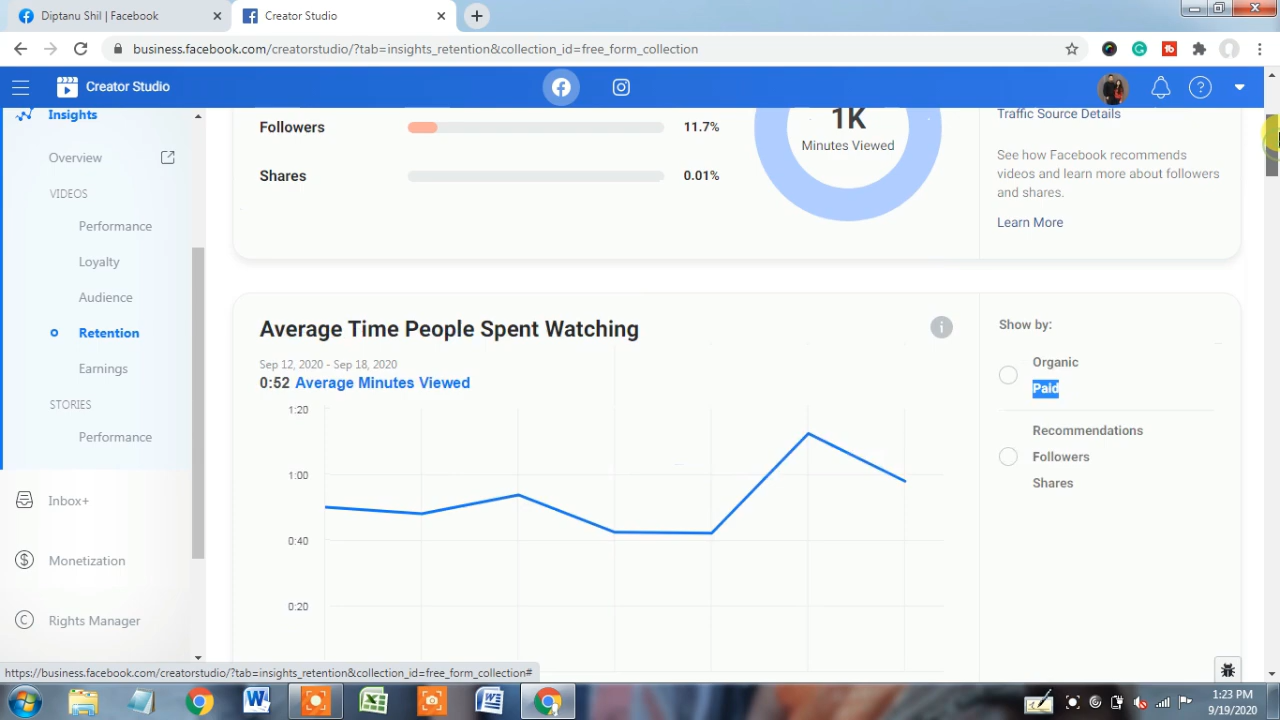 Diptanu Shil | Facebook
Creator Studio
business.facebook.com/creatorstudio/?tab=insights_retention&collection_id=free_form_collection
Creator Studio
Insights
Overview
VIDEOS
Performance
Loyalty
Audience
Retention
Earnings
STORIES
Performance
Inbox+
Monetization
Rights Manager
Followers 11.7%
Shares 0.01%
1K
Minutes Viewed
Traffic Source Details
See how Facebook recommends
videos and learn more about followers
and shares.
Learn More
Average Time People Spent Watching
Sep 12, 2020 - Sep 18, 2020
0:52 Average Minutes Viewed
1:20
1:00
0:40
0:20
Show by:
Organic
Paid
Recommendations
Followers
Shares
https://business.facebook.com/creatorstudio/?tab=insights_retention&collection_id=free_form_collection#
1:23 PM
9/19/2020